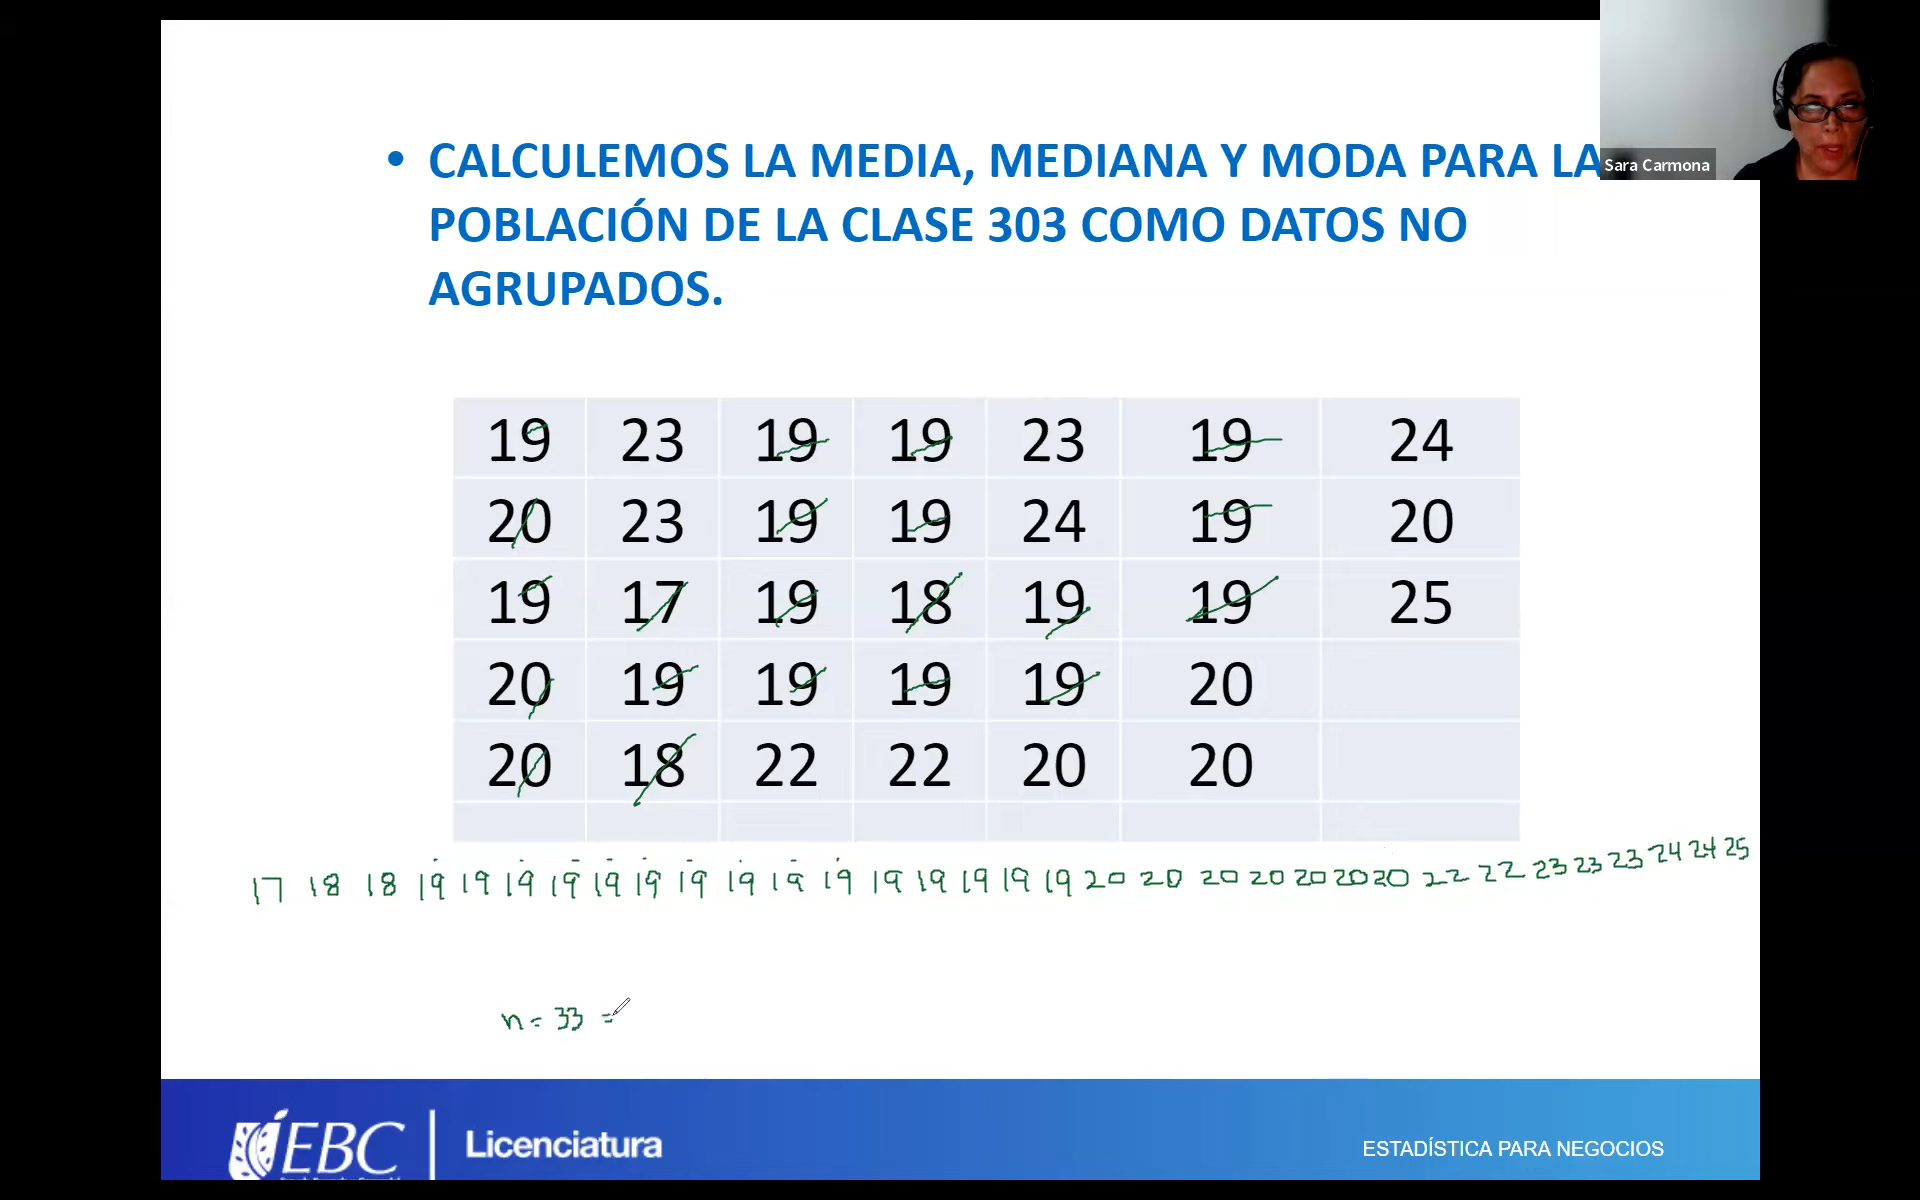 Sara Carmona
• CALCULEMOS LA MEDIA, MEDIANA Y MODA PARA LA
POBLACIÓN DE LA CLASE 303 COMO DATOS NO
AGRUPADOS.
19 23 19 19 23 19 24
20 23 19 19 24 19 20
19 17 19 18 19 19 25
20 19 19 19 19 20
20 18 22 22 20 20
17 18 18 19 19 19 19 19 19 19 19 19 19 19 19 19 19 19 20 20 20 20 20 20 20 22 22 23 23 23 24 24 25
n = 33 =
EBC Licenciatura
ESTADÍSTICA PARA NEGOCIOS